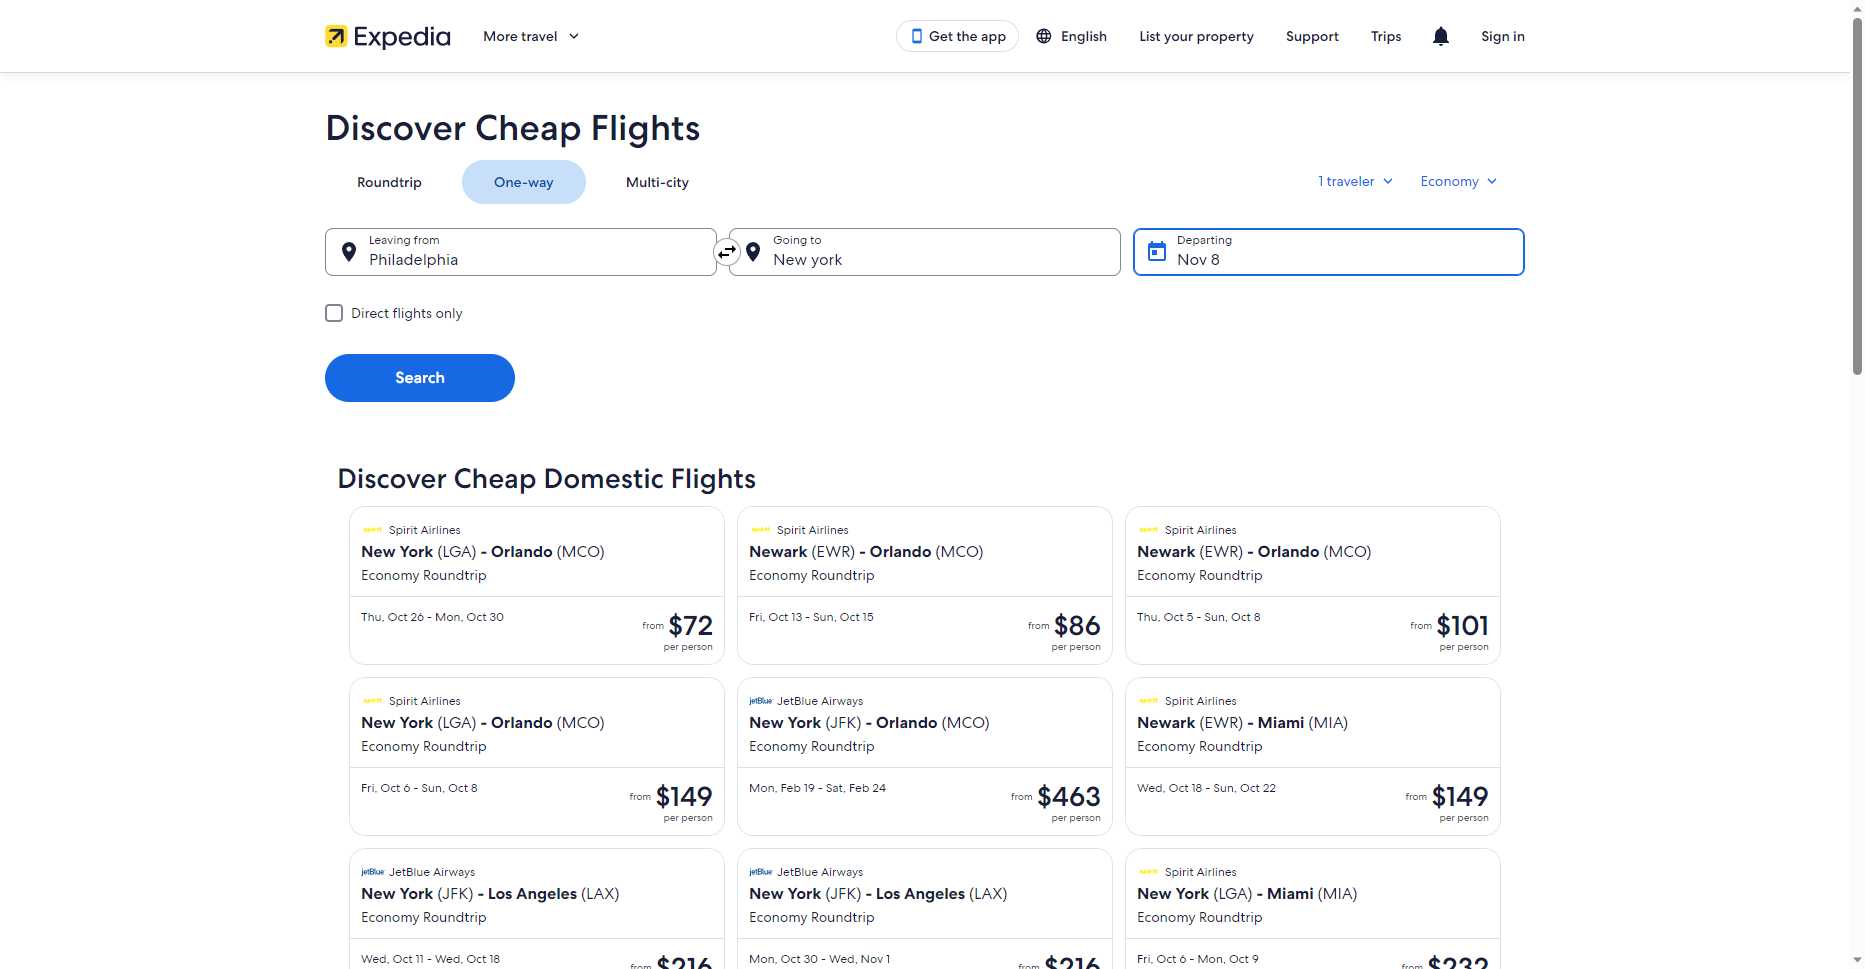 Expedia
More travel
Get the app
English
List your property
Support
Trips
Sign in
Discover Cheap Flights
Roundtrip
One-way
Multi-city
1 traveler
Economy
Leaving from
Philadelphia
Going to
New york
Departing
Nov 8
Direct flights only
Search
Discover Cheap Domestic Flights
Spirit Airlines
New York (LGA) - Orlando (MCO)
Economy Roundtrip
Thu, Oct 26 - Mon, Oct 30
from $72
per person
Spirit Airlines
Newark (EWR) - Orlando (MCO)
Economy Roundtrip
Fri, Oct 13 - Sun, Oct 15
from $86
per person
Spirit Airlines
Newark (EWR) - Orlando (MCO)
Economy Roundtrip
Thu, Oct 5 - Sun, Oct 8
from $101
per person
Spirit Airlines
New York (LGA) - Orlando (MCO)
Economy Roundtrip
Fri, Oct 6 - Sun, Oct 8
from $149
per person
jetBlue JetBlue Airways
New York (JFK) - Orlando (MCO)
Economy Roundtrip
Mon, Feb 19 - Sat, Feb 24
from $463
per person
Spirit Airlines
Newark (EWR) - Miami (MIA)
Economy Roundtrip
Wed, Oct 18 - Sun, Oct 22
from $149
per person
jetBlue JetBlue Airways
New York (JFK) - Los Angeles (LAX)
Economy Roundtrip
Wed, Oct 11 - Wed, Oct 18
from $216
jetBlue JetBlue Airways
New York (JFK) - Los Angeles (LAX)
Economy Roundtrip
Mon, Oct 30 - Wed, Nov 1
from $216
Spirit Airlines
New York (LGA) - Miami (MIA)
Economy Roundtrip
Fri, Oct 6 - Mon, Oct 9
from $232